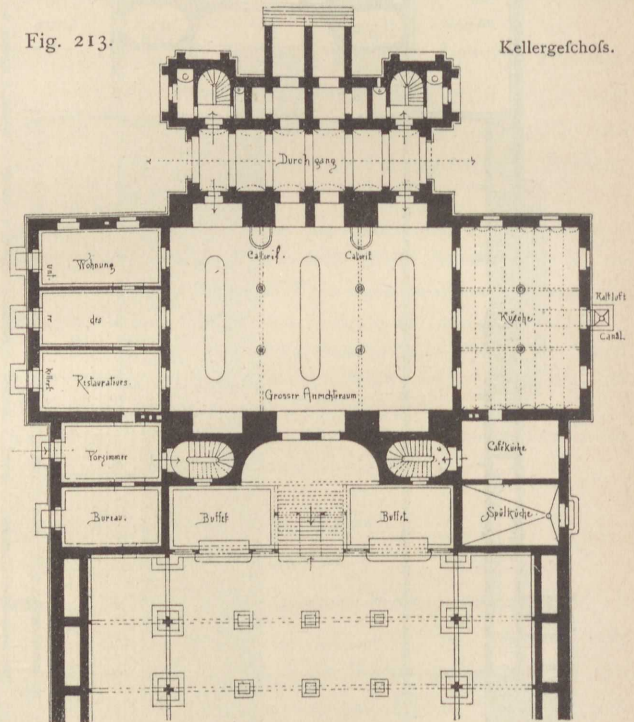 Fig. 213.
Kellergeſchoſs.
Durchgang
Calorif.
Calorif.
Wohnung
des
Restaurateurs.
Küche.
Kaltluft
Canal.
Grosser Anrichteraum
Vorzimmer
Caféküche
Bureau.
Buffet
Buffet
Spülküche.